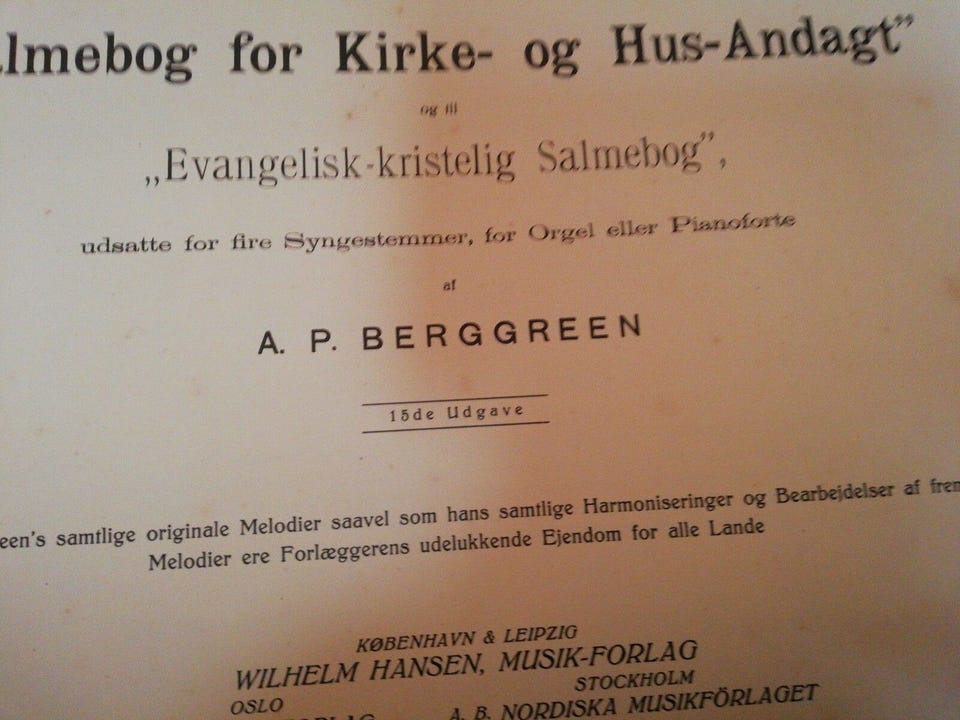 lmebog for Kirke- og Hus-Andagt”
og til
„Evangelisk-kristelig Salmebog”,
udsatte for fire Syngestemmer, for Orgel eller Pianoforte
af
A. P. BERGGREEN
15de Udgave
een's samtlige originale Melodier saavel som hans samtlige Harmoniseringer og Bearbejdelser af frem
Melodier ere Forlæggerens udelukkende Ejendom for alle Lande
KØBENHAVN & LEIPZIG
WILHELM HANSEN, MUSIK-FORLAG
OSLO STOCKHOLM
A. B. NORDISKA MUSIKFÖRLAGET